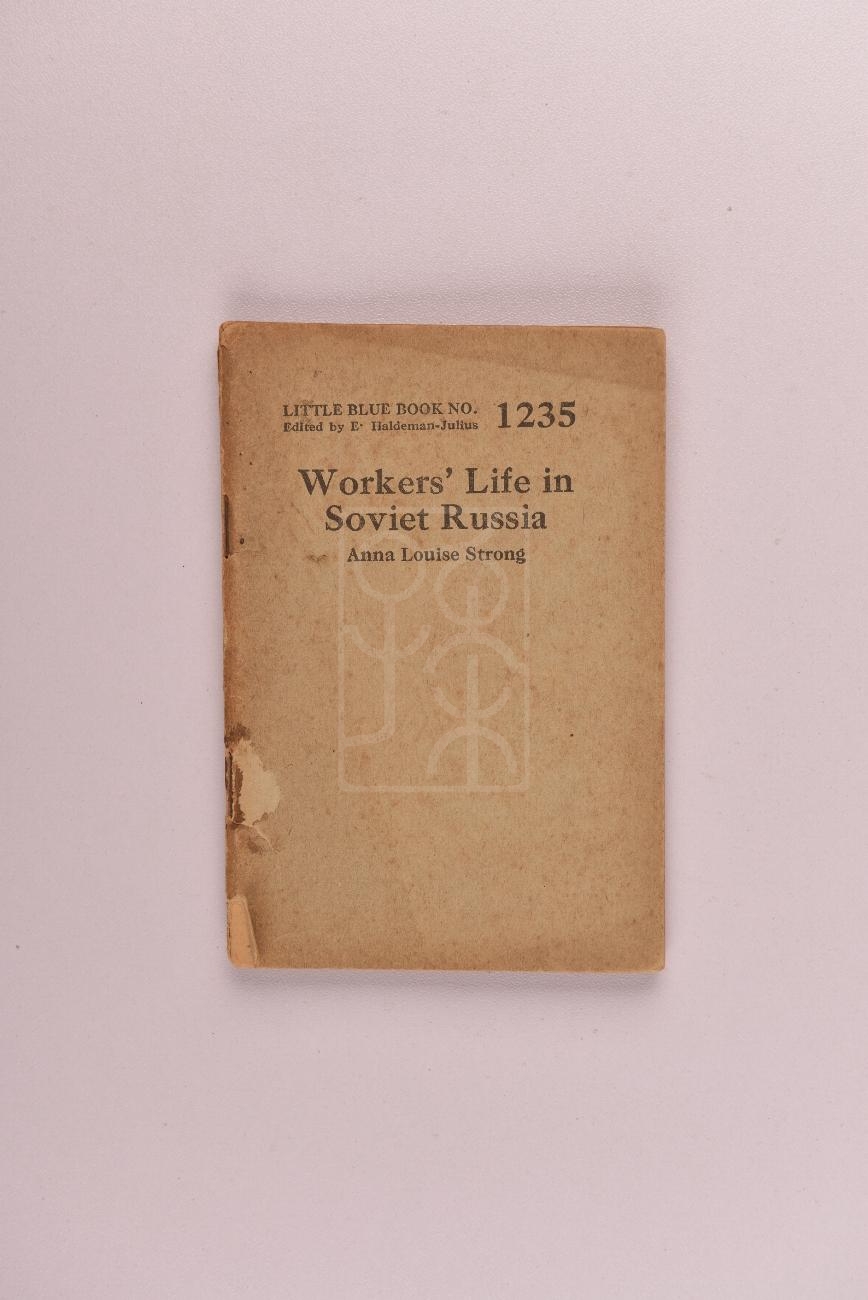 LITTLE BLUE BOOK NO. 1235
Edited by E· Haldeman-Julius
Workers’ Life in
Soviet Russia
Anna Louise Strong